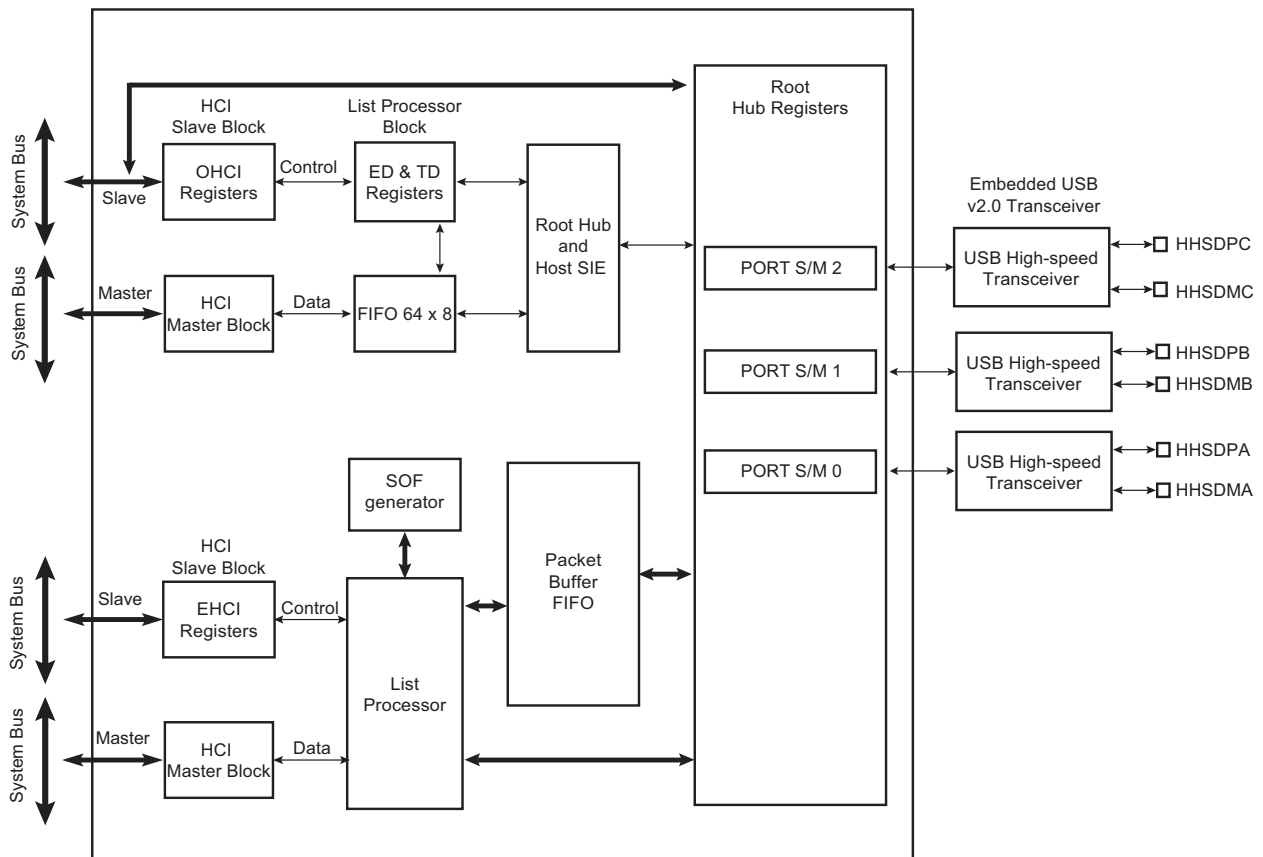 Root
Hub Registers
HCI
Slave Block
List Processor
Block
System Bus
Slave
OHCI
Registers
Control
ED & TD
Registers
Root Hub
and
Host SIE
Embedded USB
v2.0 Transceiver
PORT S/M 2
USB High-speed
Transceiver
HHSDPC
HHSDMC
System Bus
Master
HCI
Master Block
Data
FIFO 64 x 8
PORT S/M 1
USB High-speed
Transceiver
HHSDPB
HHSDMB
PORT S/M 0
USB High-speed
Transceiver
HHSDPA
HHSDMA
SOF
generator
Packet
Buffer
FIFO
HCI
Slave Block
System Bus
Slave
EHCI
Registers
Control
List
Processor
System Bus
Master
HCI
Master Block
Data